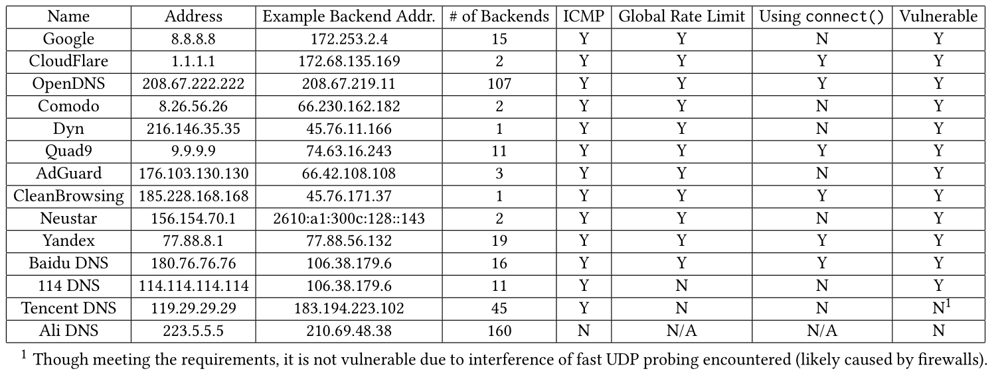 Name Address Example Backend Addr. # of Backends ICMP Global Rate Limit Using connect() Vulnerable
Google 8.8.8.8 172.253.2.4 15 Y Y N Y
CloudFlare 1.1.1.1 172.68.135.169 2 Y Y Y Y
OpenDNS 208.67.222.222 208.67.219.11 107 Y Y Y Y
Comodo 8.26.56.26 66.230.162.182 2 Y Y N Y
Dyn 216.146.35.35 45.76.11.166 1 Y Y N Y
Quad9 9.9.9.9 74.63.16.243 11 Y Y Y Y
AdGuard 176.103.130.130 66.42.108.108 3 Y Y N Y
CleanBrowsing 185.228.168.168 45.76.171.37 1 Y Y Y Y
Neustar 156.154.70.1 2610:a1:300c:128::143 2 Y Y N Y
Yandex 77.88.8.1 77.88.56.132 19 Y Y Y Y
Baidu DNS 180.76.76.76 106.38.179.6 16 Y Y Y Y
114 DNS 114.114.114.114 106.38.179.6 11 Y N N Y
Tencent DNS 119.29.29.29 183.194.223.102 45 Y N N N¹
Ali DNS 223.5.5.5 210.69.48.38 160 N N/A N/A N
¹ Though meeting the requirements, it is not vulnerable due to interference of fast UDP probing encountered (likely caused by firewalls).